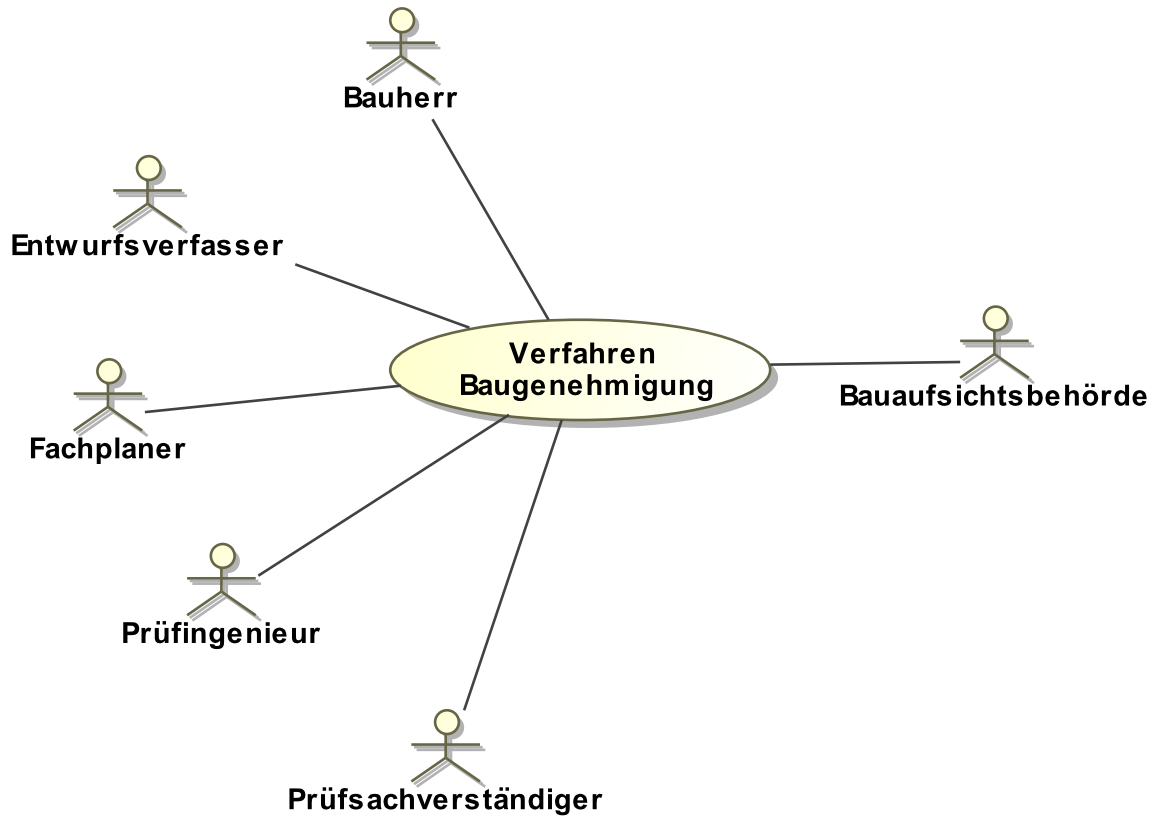 Bauherr
Entwurfsverfasser
Verfahren
Baugenehmigung
Bauaufsichtsbehörde
Fachplaner
Prüfingenieur
Prüfsachverständiger